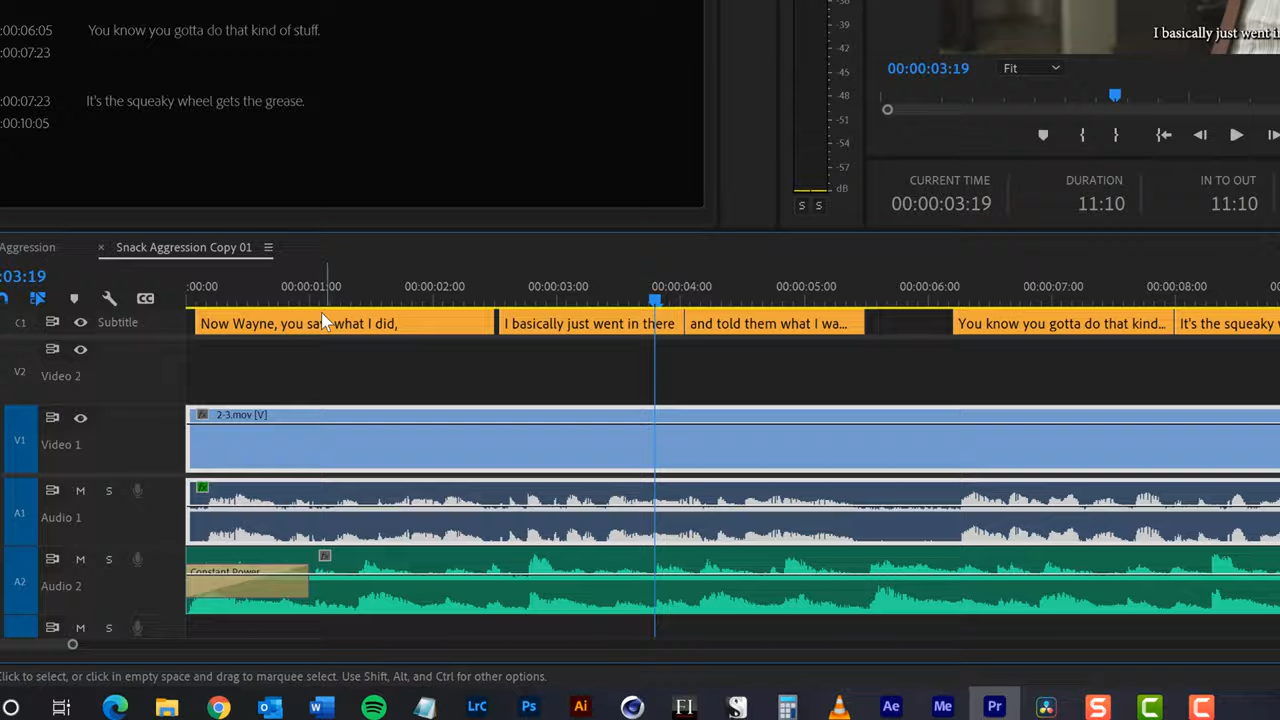 :00:06:05 You know you gotta do that kind of stuff.
:00:07:23
:00:07:23 It's the squeaky wheel gets the grease.
:00:10:05
-39
-42
-45
-48
-51
-54
-57
dB
S S
I basically just went i
00:00:03:19 Fit
CURRENT TIME DURATION IN TO OUT
00:00:03:19 11:10 11:10
Aggression × Snack Aggression Copy 01
:03:19
:00:00 00:00:01:00 00:00:02:00 00:00:03:00 00:00:04:00 00:00:05:00 00:00:06:00 00:00:07:00 00:00:08:00
C1 Subtitle Now Wayne, you saw what I did, I basically just went in there and told them what I wa... You know you gotta do that kind... It's the squeaky
V2 Video 2
fx 2-3.mov [V]
V1 Video 1
M S
A1 Audio 1
M S
Constant Power
A2 Audio 2
M S
Click to select, or click in empty space and drag to marquee select. Use Shift, Alt, and Ctrl for other options.
LrC Ps Ai Ae Me Pr S C C